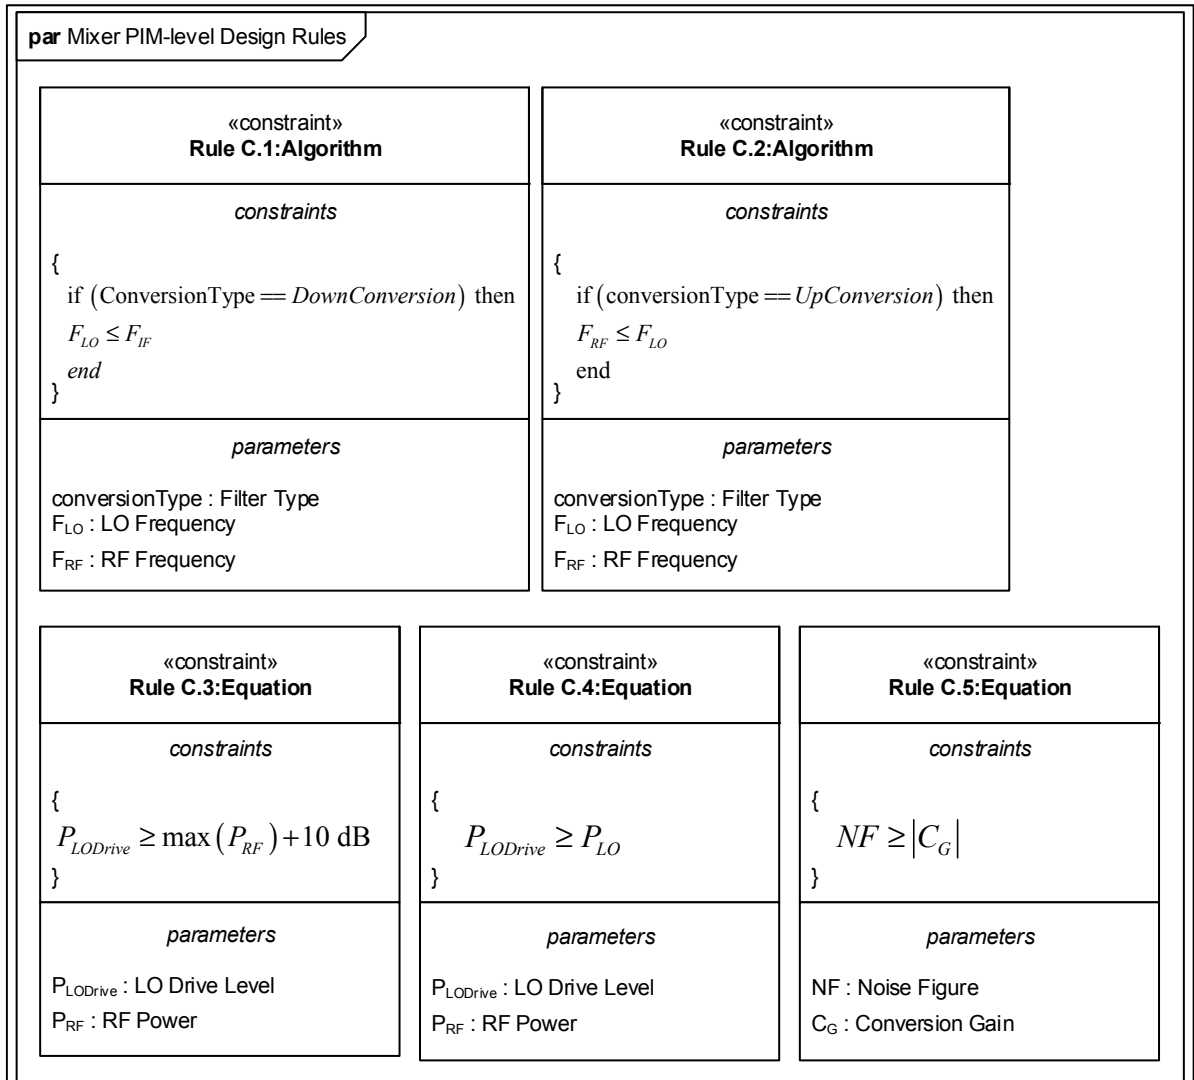 par Mixer PIM-level Design Rules
«constraint»
Rule C.1:Algorithm
constraints
{
if (ConversionType == DownConversion) then
F_LO ≤ F_IF
end
}
parameters
conversionType : Filter Type
F_LO : LO Frequency
F_RF : RF Frequency
«constraint»
Rule C.2:Algorithm
constraints
{
if (conversionType == UpConversion) then
F_RF ≤ F_LO
end
}
parameters
conversionType : Filter Type
F_LO : LO Frequency
F_RF : RF Frequency
«constraint»
Rule C.3:Equation
constraints
{
P_LODrive ≥ max(P_RF)+10 dB
}
parameters
P_LODrive : LO Drive Level
P_RF : RF Power
«constraint»
Rule C.4:Equation
constraints
{
P_LODrive ≥ P_LO
}
parameters
P_LODrive : LO Drive Level
P_RF : RF Power
«constraint»
Rule C.5:Equation
constraints
{
NF ≥ |C_G|
}
parameters
NF : Noise Figure
C_G : Conversion Gain